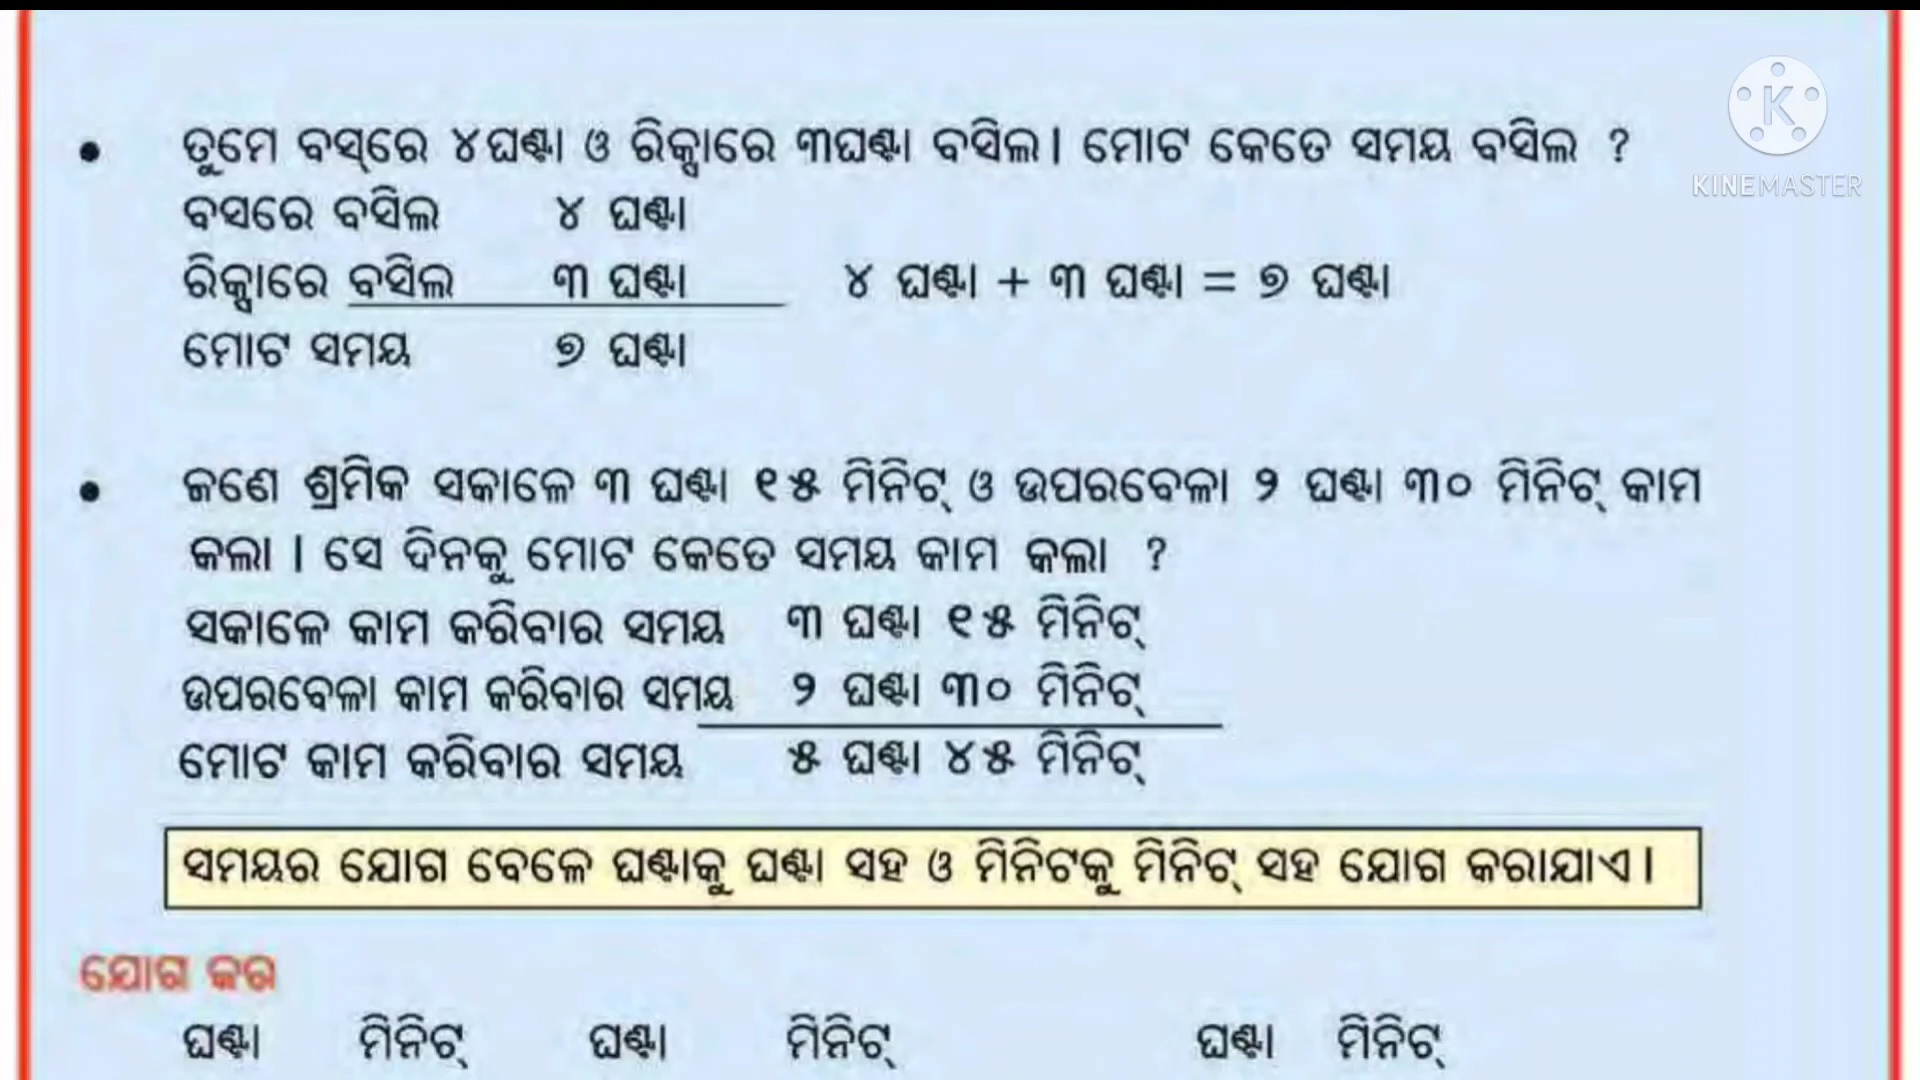 ତୁମେ ବସ୍‌ରେ ୪ଘଣ୍ଟା ଓ ରିକ୍ସାରେ ୩ଘଣ୍ଟା ବସିଲ। ମୋଟ କେତେ ସମୟ ବସିଲ ?
ବସରେ ବସିଲ ୪ ଘଣ୍ଟା
ରିକ୍ସାରେ ବସିଲ ୩ ଘଣ୍ଟା ୪ ଘଣ୍ଟା + ୩ ଘଣ୍ଟା = ୭ ଘଣ୍ଟା
ମୋଟ ସମୟ ୭ ଘଣ୍ଟା
ଜଣେ ଶ୍ରମିକ ସକାଳେ ୩ ଘଣ୍ଟା ୧୫ ମିନିଟ୍ ଓ ଉପରବେଳା ୨ ଘଣ୍ଟା ୩୦ ମିନିଟ୍ କାମ
କଲା । ସେ ଦିନକୁ ମୋଟ କେତେ ସମୟ କାମ କଲା ?
ସକାଳେ କାମ କରିବାର ସମୟ ୩ ଘଣ୍ଟା ୧୫ ମିନିଟ୍
ଉପରବେଳା କାମ କରିବାର ସମୟ ୨ ଘଣ୍ଟା ୩୦ ମିନିଟ୍
ମୋଟ କାମ କରିବାର ସମୟ ୫ ଘଣ୍ଟା ୪୫ ମିନିଟ୍
ସମୟର ଯୋଗ ବେଳେ ଘଣ୍ଟାକୁ ଘଣ୍ଟା ସହ ଓ ମିନିଟକୁ ମିନିଟ୍ ସହ ଯୋଗ କରାଯାଏ।
ଯୋଗ କର
ଘଣ୍ଟା ମିନିଟ୍ ଘଣ୍ଟା ମିନିଟ୍ ଘଣ୍ଟା ମିନିଟ୍
K
KINEMASTER